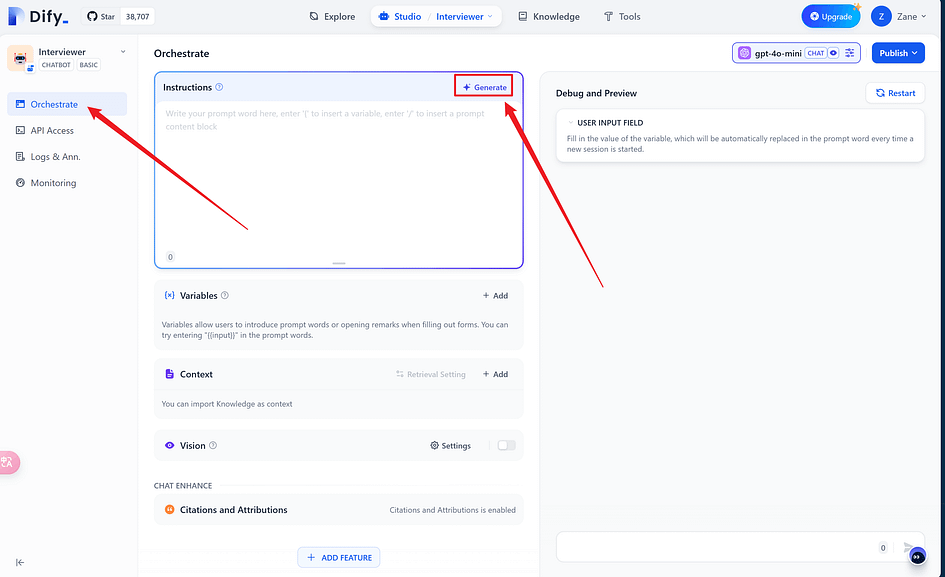 Dify_
Star 38,707
Explore
Studio / Interviewer
Knowledge
Tools
Upgrade
Z Zane
Interviewer
CHATBOT BASIC
Orchestrate
API Access
Logs & Ann.
Monitoring
Orchestrate
gpt-4o-mini CHAT
Publish
Instructions
Generate
Write your prompt word here, enter '{' to insert a variable, enter '/' to insert a prompt
content block
0
Variables
+ Add
Variables allow users to introduce prompt words or opening remarks when filling out forms. You can
try entering "{{input}}" in the prompt words.
Context
Retrieval Setting
+ Add
You can import Knowledge as context
Vision
Settings
CHAT ENHANCE
Citations and Attributions
Citations and Attributions is enabled
+ ADD FEATURE
Debug and Preview
Restart
USER INPUT FIELD
Fill in the value of the variable, which will be automatically replaced in the prompt word every time a
new session is started.
0